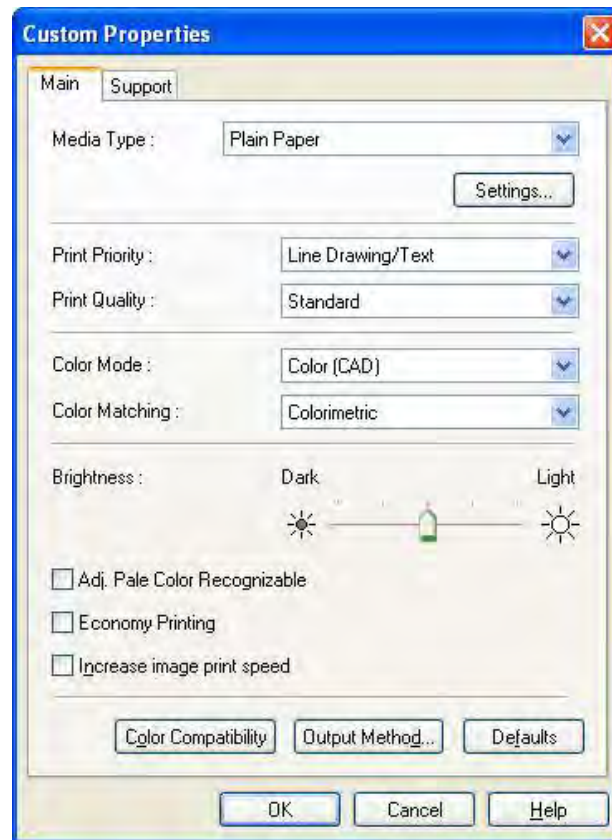 Custom Properties
Main Support
Media Type : Plain Paper
Settings...
Print Priority : Line Drawing/Text
Print Quality : Standard
Color Mode : Color (CAD)
Color Matching : Colorimetric
Brightness : Dark Light
Adj. Pale Color Recognizable
Economy Printing
Increase image print speed
Color Compatibility Output Method... Defaults
OK Cancel Help